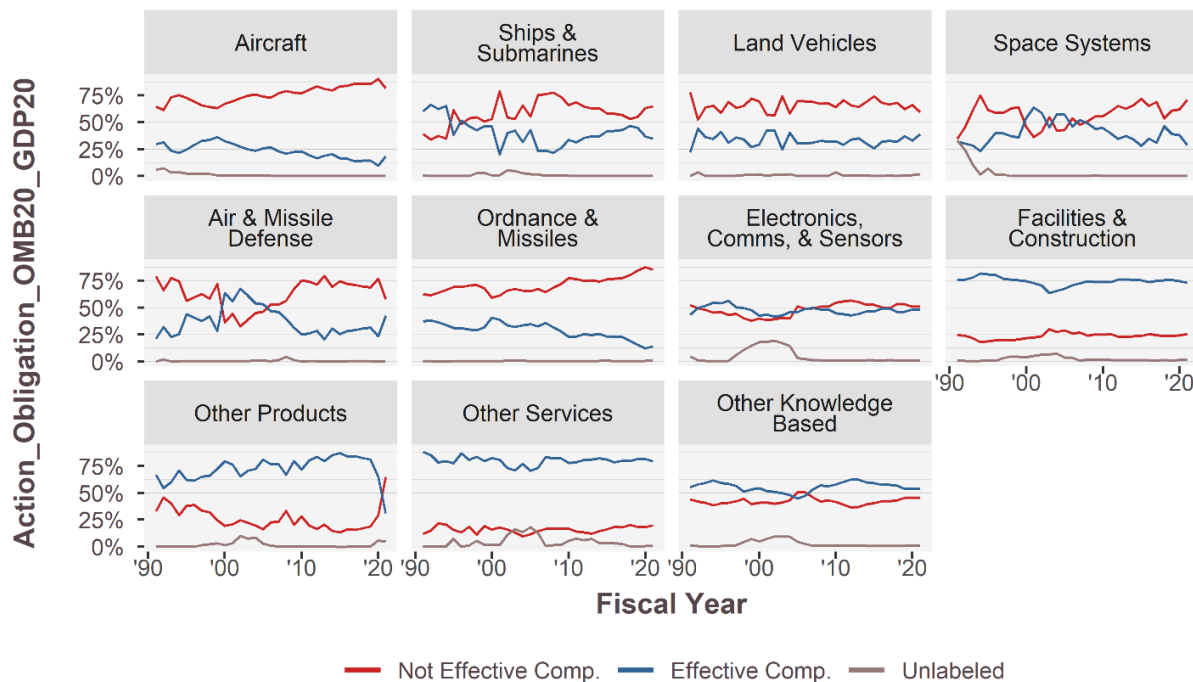 Action_Obligation_OMB20_GDP20
Aircraft
Ships &
Submarines
Land Vehicles
Space Systems
75%
50%
25%
0%
Air & Missile
Defense
Ordnance &
Missiles
Electronics,
Comms, & Sensors
Facilities &
Construction
75%
50%
25%
0%
'90 '00 '10 '20
Other Products
Other Services
Other Knowledge
Based
75%
50%
25%
0%
'90 '00 '10 '20 '90 '00 '10 '20 '90 '00 '10 '20
Fiscal Year
Not Effective Comp. Effective Comp. Unlabeled